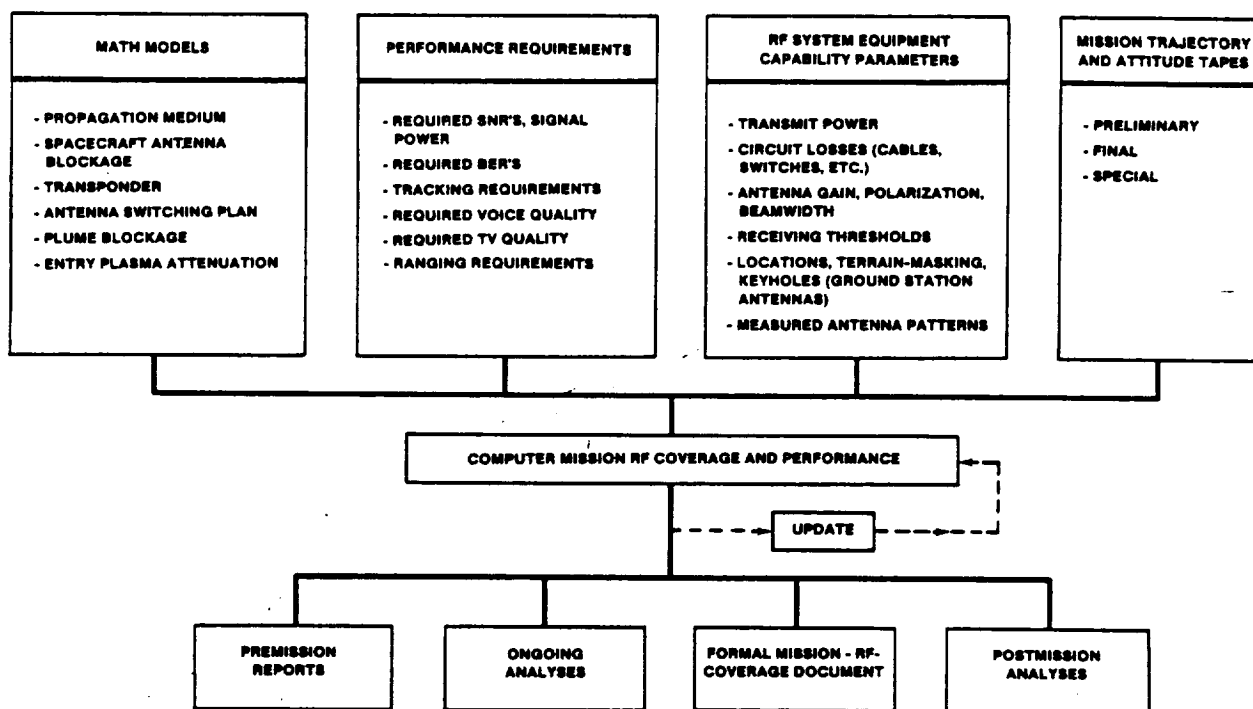 MATH MODELS
- PROPAGATION MEDIUM
- SPACECRAFT ANTENNA
BLOCKAGE
- TRANSPONDER
- ANTENNA SWITCHING PLAN
- PLUME BLOCKAGE
- ENTRY PLASMA ATTENUATION
PERFORMANCE REQUIREMENTS
- REQUIRED SNR'S, SIGNAL
POWER
- REQUIRED BER'S
- TRACKING REQUIREMENTS
- REQUIRED VOICE QUALITY
- REQUIRED TV QUALITY
- RANGING REQUIREMENTS
RF SYSTEM EQUIPMENT
CAPABILITY PARAMETERS
- TRANSMIT POWER
- CIRCUIT LOSSES (CABLES,
SWITCHES, ETC.)
- ANTENNA GAIN, POLARIZATION,
BEAMWIDTH
- RECEIVING THRESHOLDS
- LOCATIONS, TERRAIN-MASKING,
KEYHOLES (GROUND STATION
ANTENNAS)
- MEASURED ANTENNA PATTERNS
MISSION TRAJECTORY
AND ATTITUDE TAPES
- PRELIMINARY
- FINAL
- SPECIAL
COMPUTER MISSION RF COVERAGE AND PERFORMANCE
UPDATE
PREMISSION
REPORTS
ONGOING
ANALYSES
FORMAL MISSION - RF-
COVERAGE DOCUMENT
POSTMISSION
ANALYSES